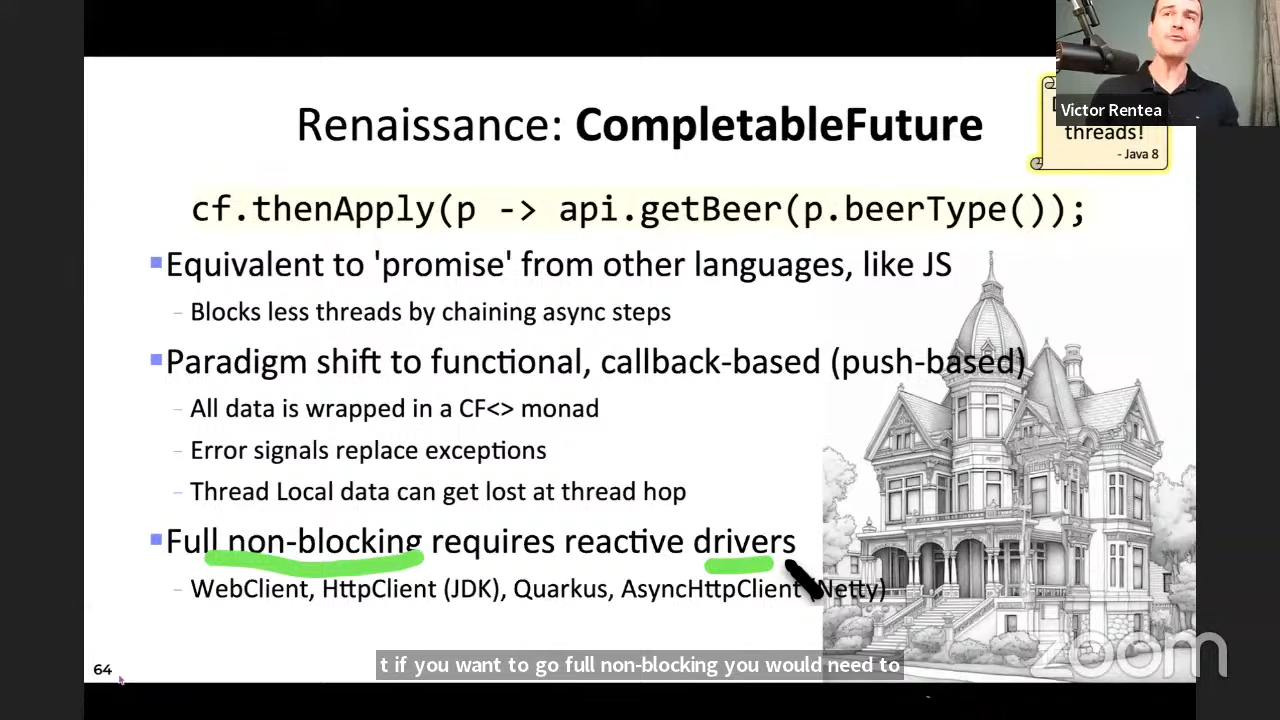 Victor Rentea
threads!
- Java 8
Renaissance: CompletableFuture
cf.thenApply(p -> api.getBeer(p.beerType());
Equivalent to 'promise' from other languages, like JS
- Blocks less threads by chaining async steps
Paradigm shift to functional, callback-based (push-based)
- All data is wrapped in a CF<> monad
- Error signals replace exceptions
- Thread Local data can get lost at thread hop
Full non-blocking requires reactive drivers
- WebClient, HttpClient (JDK), Quarkus, AsyncHttpClient (Netty)
64
t if you want to go full non-blocking you would need to
zoom